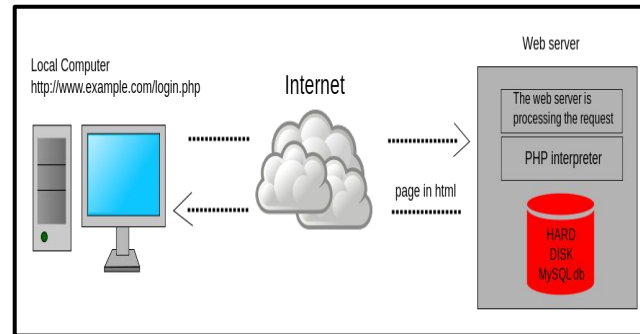 Local Computer
http://www.example.com/login.php
Internet
page in html
Web server
The web server is
processing the request
PHP interpreter
HARD
DISK
MySQL db